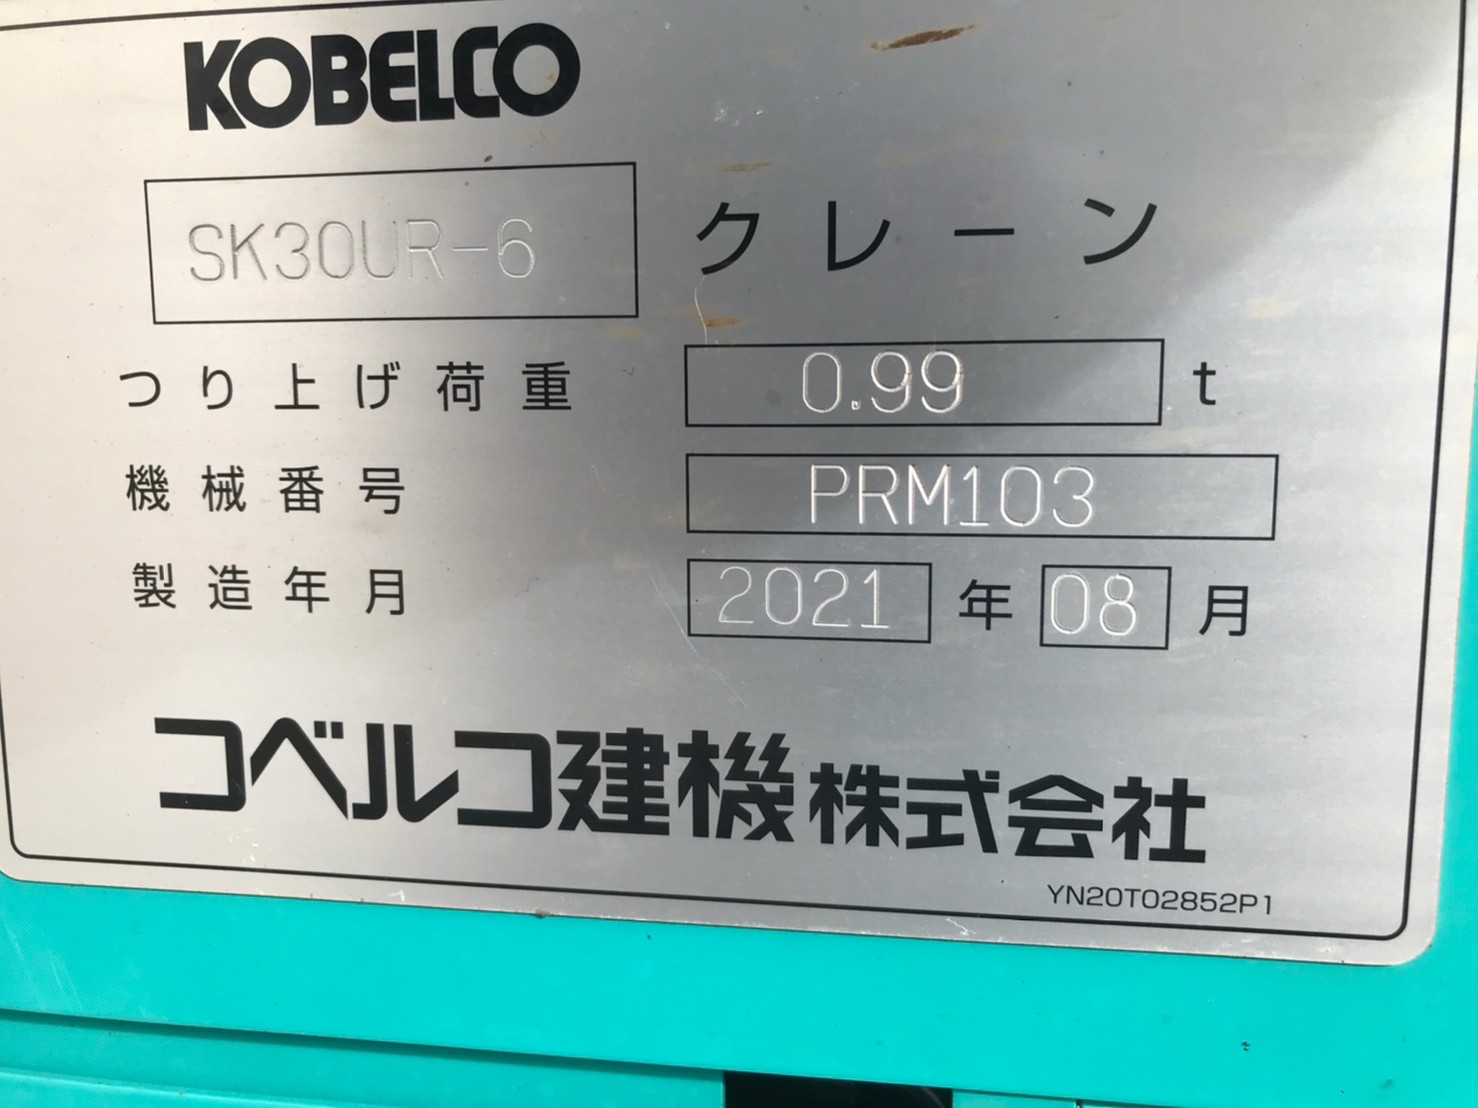 KOBELCO
SK30UR-6 クレーン
つり上げ荷重 0.99 t
機械番号 PRM103
製造年月 2021 年 08 月
コベルコ建機株式会社
YN20T02852P1